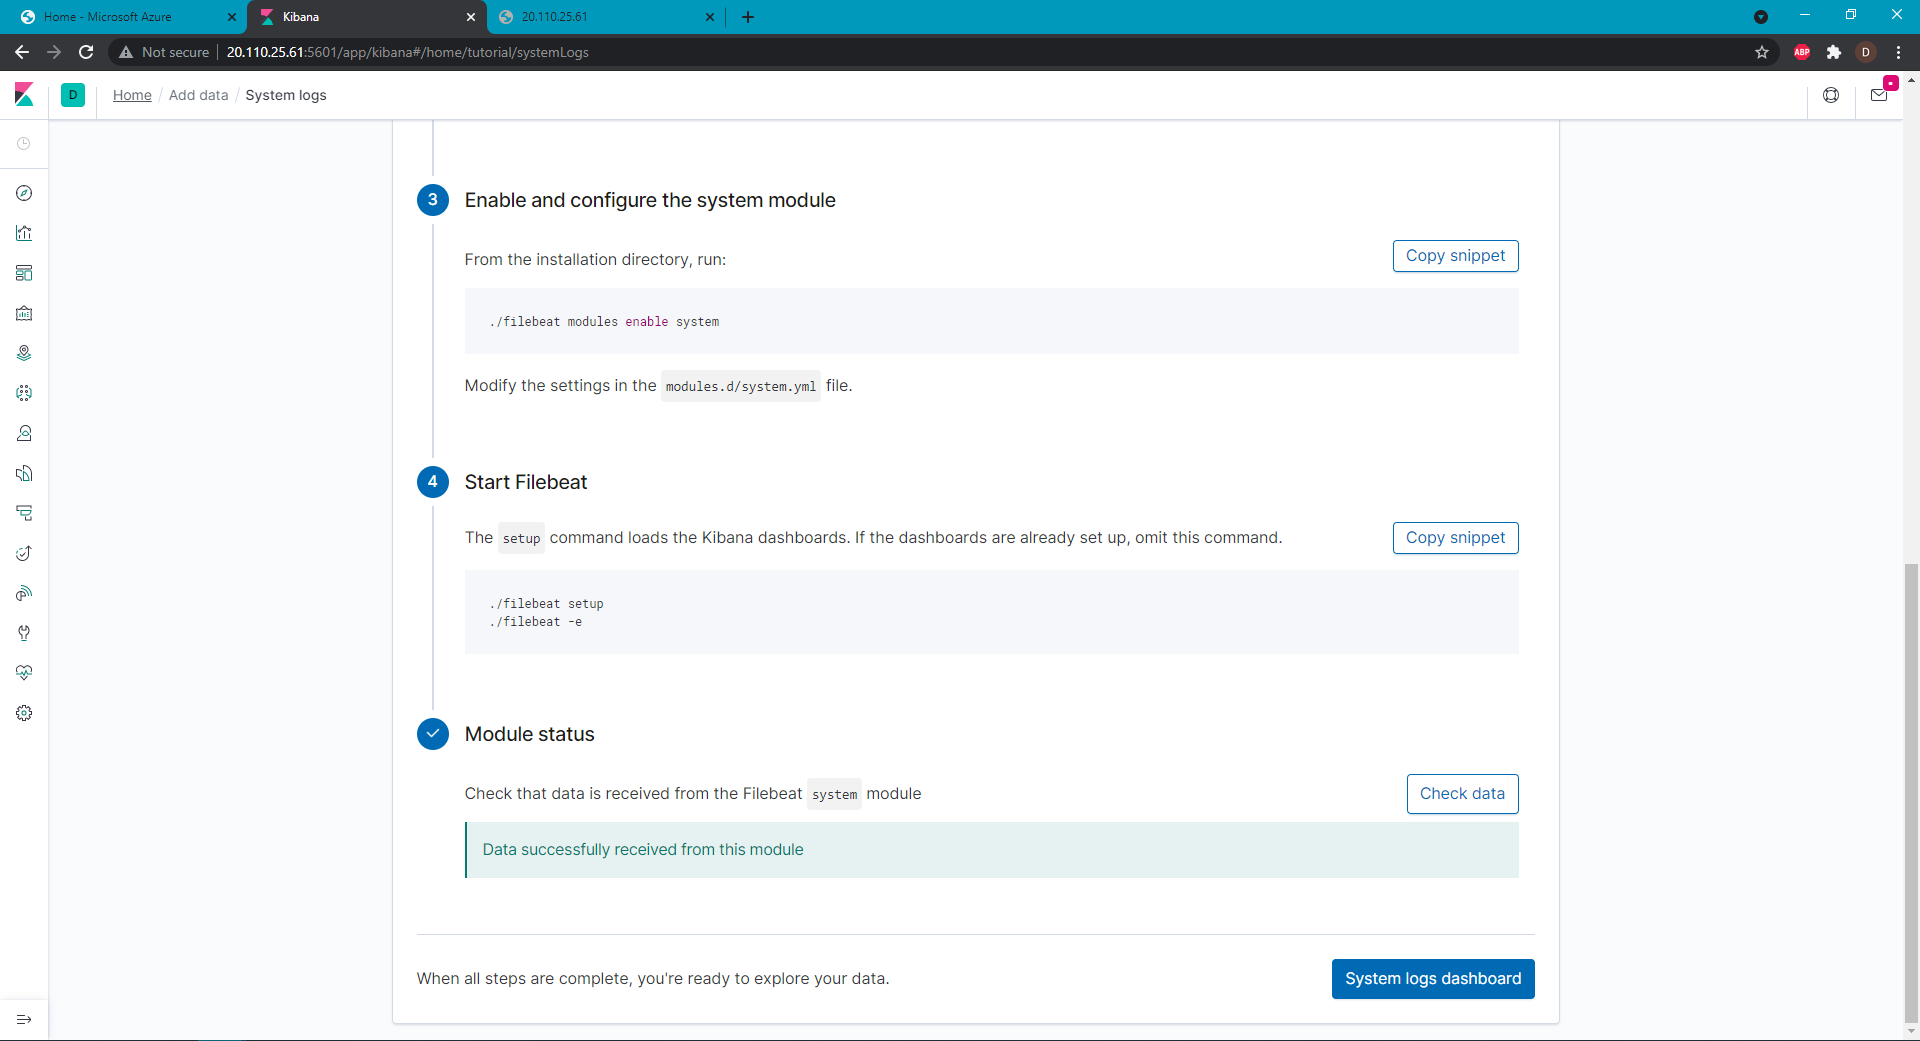 Home - Microsoft Azure
Kibana
20.110.25.61
Not secure
20.110.25.61:5601/app/kibana#/home/tutorial/systemLogs
ABP
D
D
Home / Add data / System logs
3
Enable and configure the system module
From the installation directory, run:
Copy snippet
./filebeat modules enable system
Modify the settings in the modules.d/system.yml file.
4
Start Filebeat
The setup command loads the Kibana dashboards. If the dashboards are already set up, omit this command.
Copy snippet
./filebeat setup
./filebeat -e
Module status
Check that data is received from the Filebeat system module
Check data
Data successfully received from this module
When all steps are complete, you're ready to explore your data.
System logs dashboard